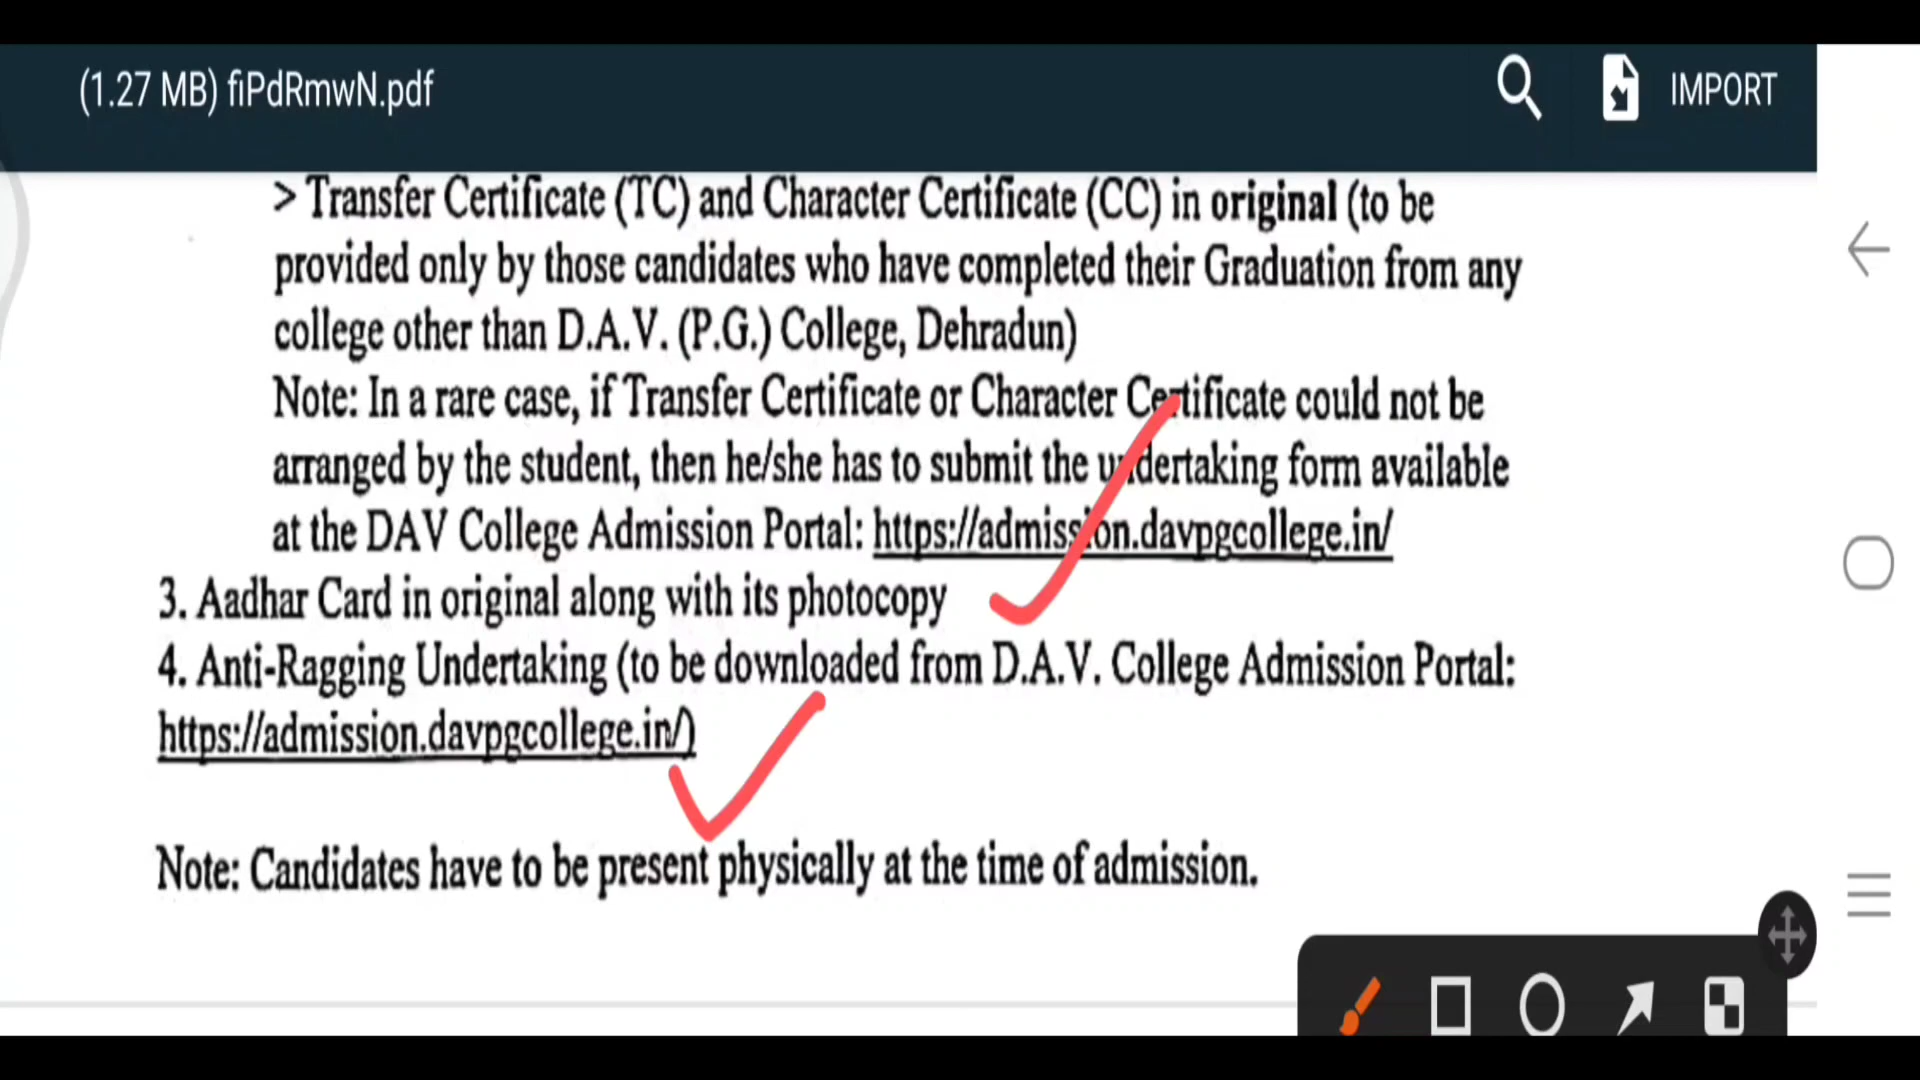 (1.27 MB) fiPdRmwN.pdf
IMPORT
> Transfer Certificate (TC) and Character Certificate (CC) in original (to be
provided only by those candidates who have completed their Graduation from any
college other than D.A.V. (P.G.) College, Dehradun)
Note: In a rare case, if Transfer Certificate or Character Certificate could not be
arranged by the student, then he/she has to submit the undertaking form available
at the DAV College Admission Portal: https://admission.davpgcollege.in/
3. Aadhar Card in original along with its photocopy
4. Anti-Ragging Undertaking (to be downloaded from D.A.V. College Admission Portal:
https://admission.davpgcollege.in/)
Note: Candidates have to be present physically at the time of admission.